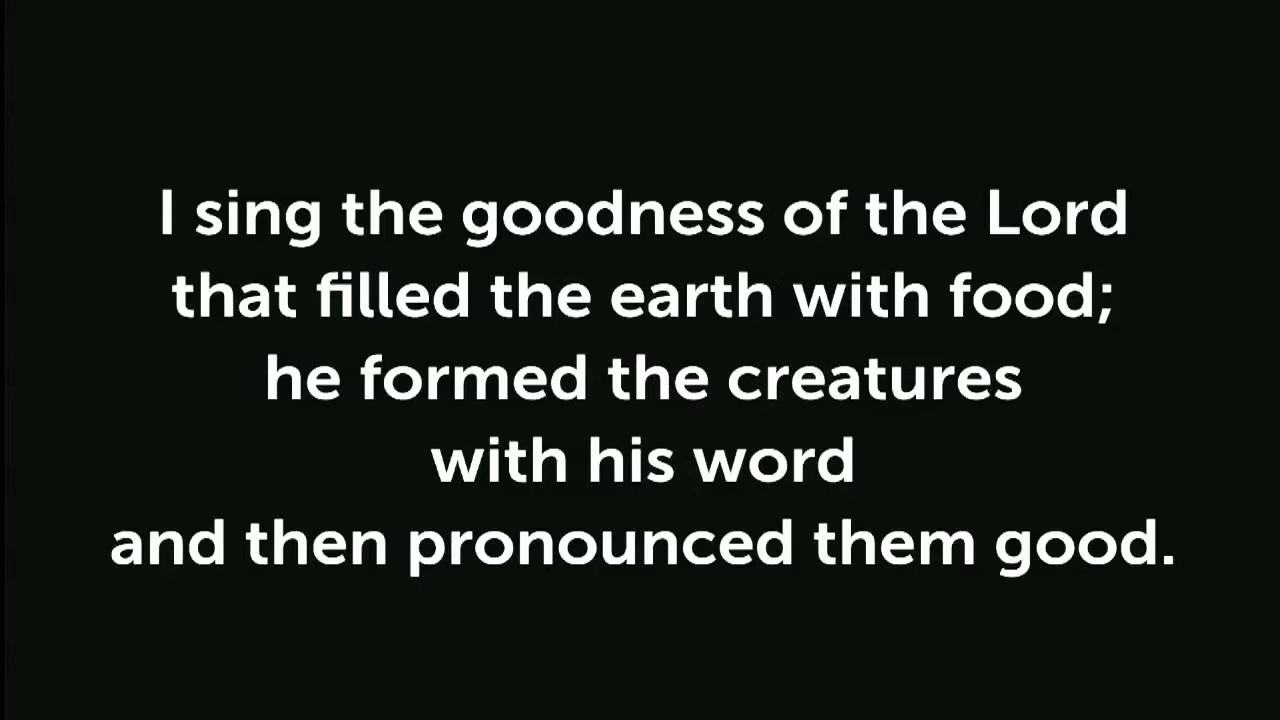 I sing the goodness of the Lord
that filled the earth with food;
he formed the creatures
with his word
and then pronounced them good.